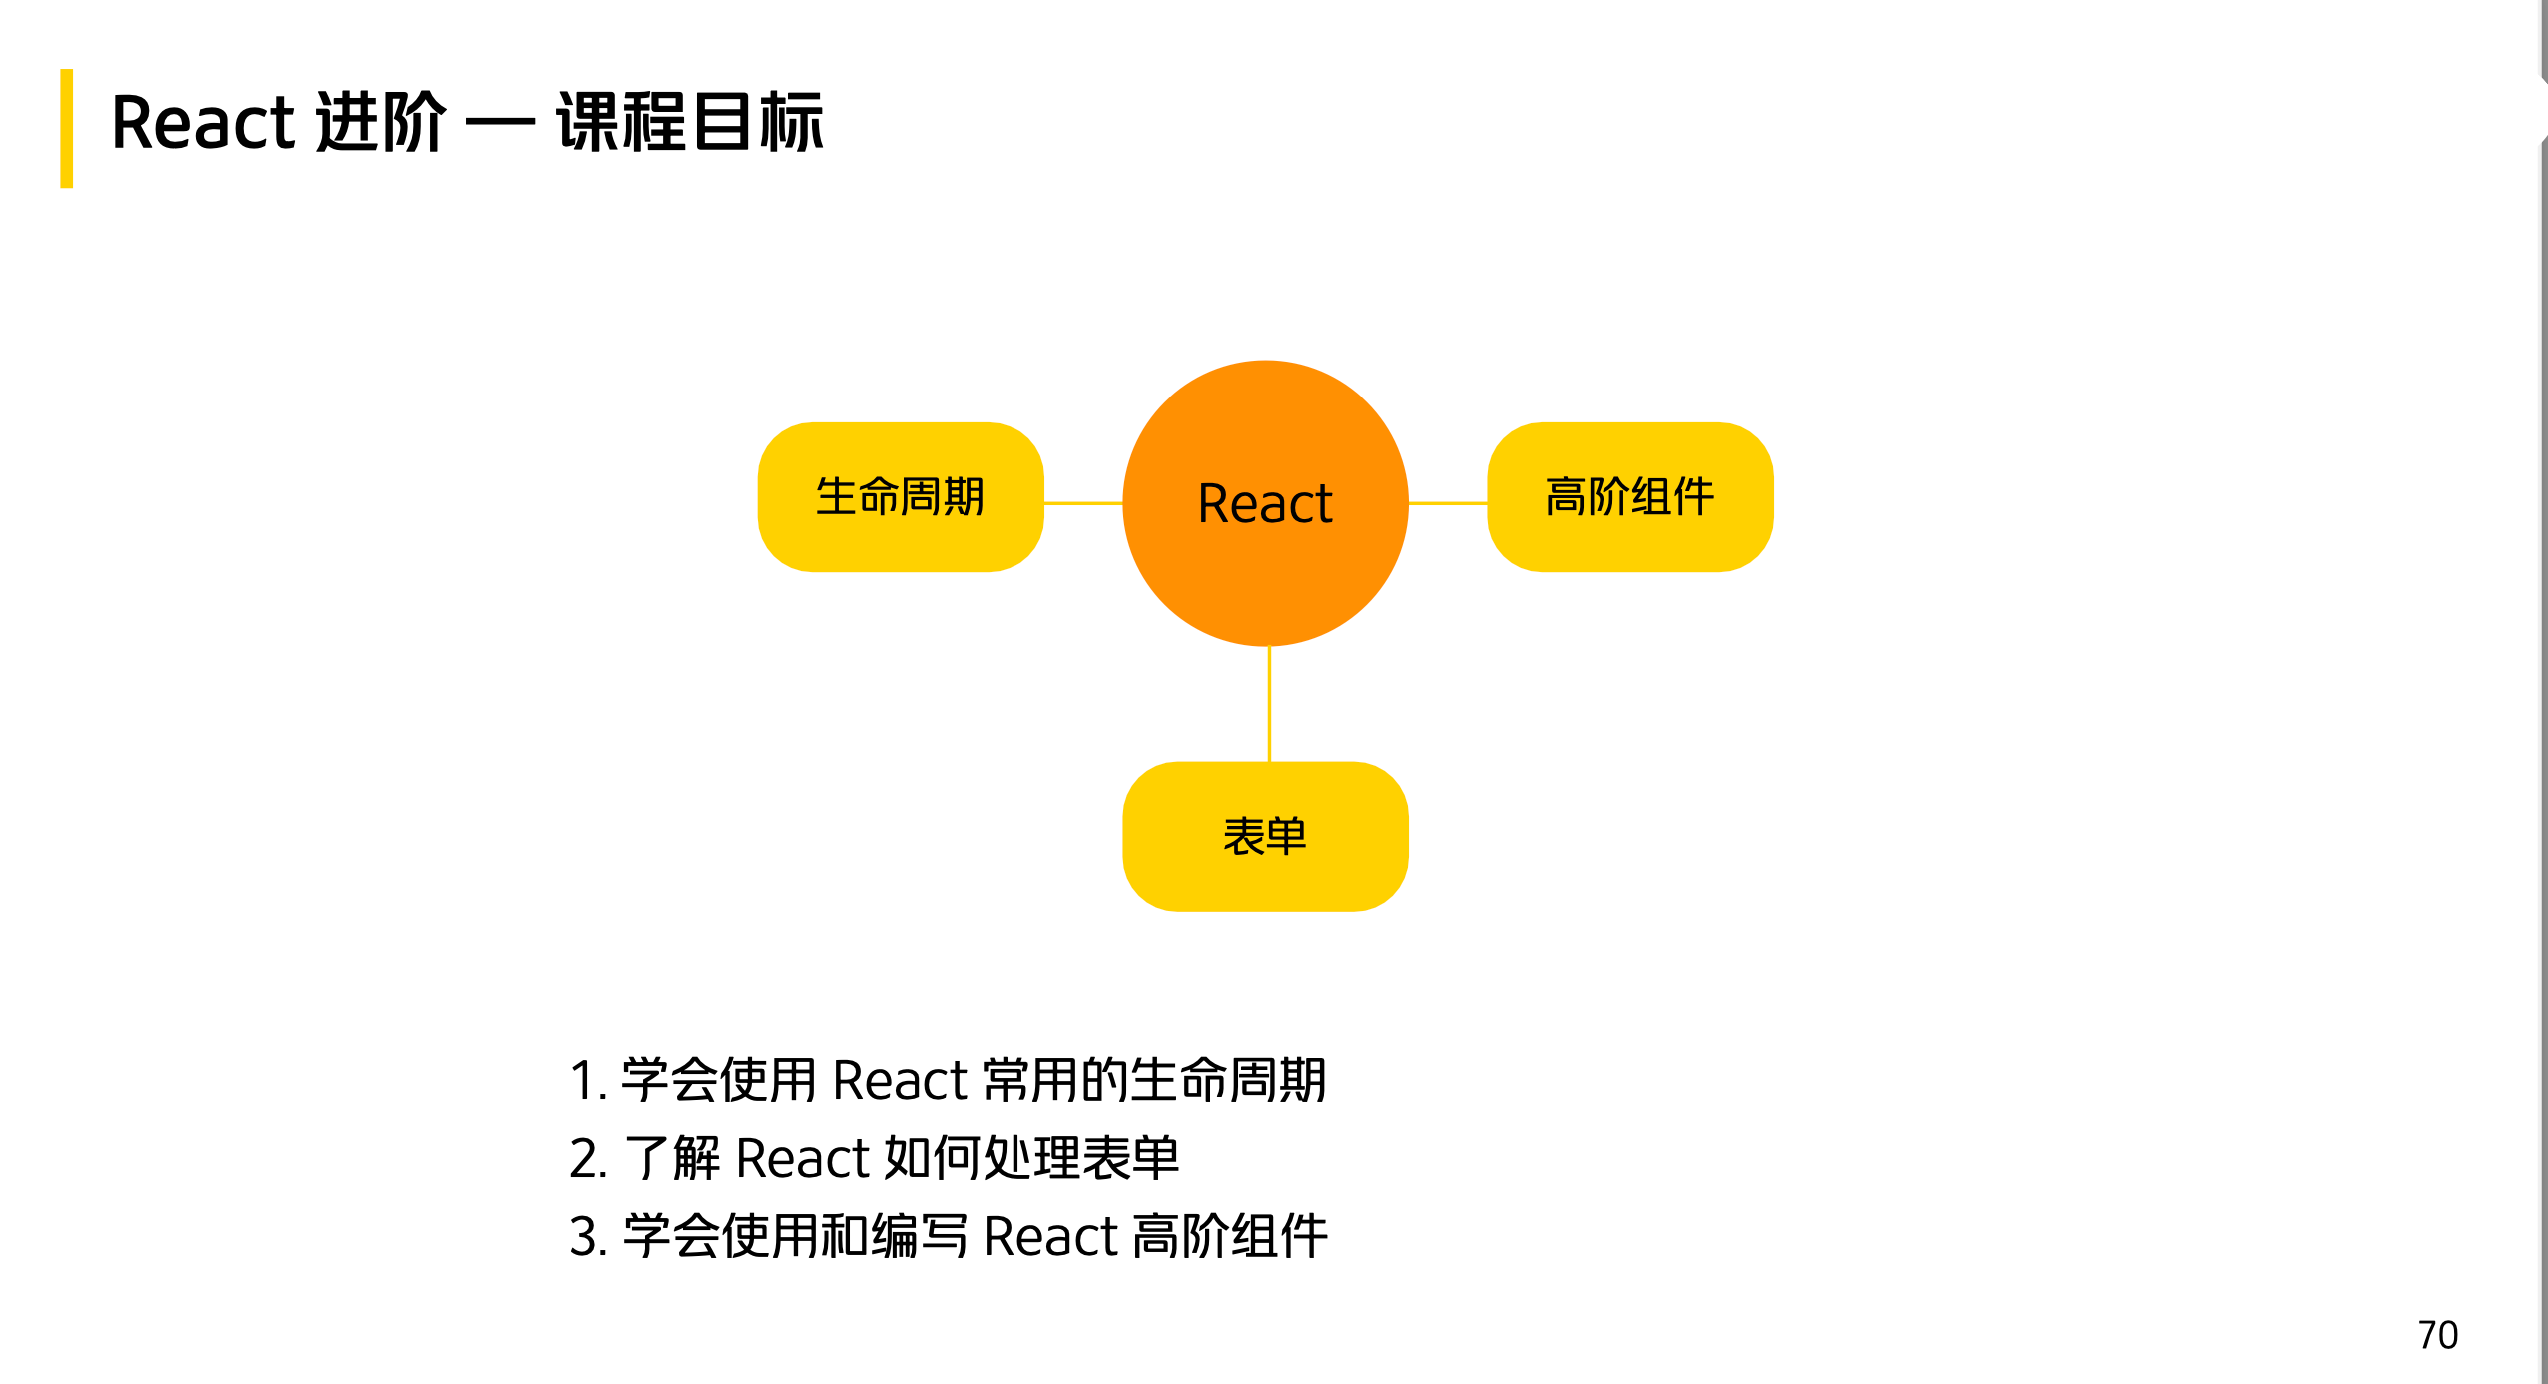 React 进阶 — 课程目标
生命周期
React
高阶组件
表单
1. 学会使用 React 常用的生命周期
2. 了解 React 如何处理表单
3. 学会使用和编写 React 高阶组件
70